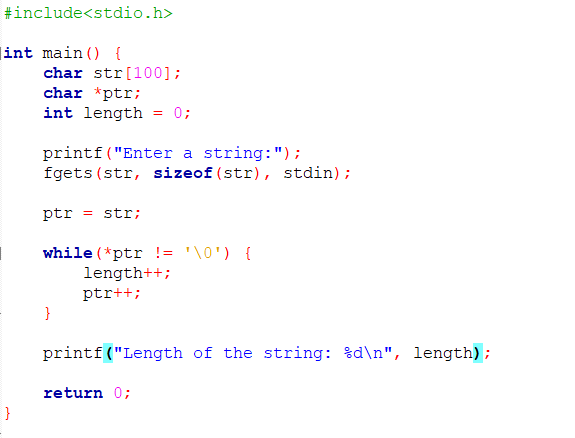 #include<stdio.h>
int main() {
    char str[100];
    char *ptr;
    int length = 0;
    printf("Enter a string:");
    fgets(str, sizeof(str), stdin);
    ptr = str;
    while(*ptr != '\0') {
        length++;
        ptr++;
    }
    printf("Length of the string: %d\n", length);
    return 0;
}